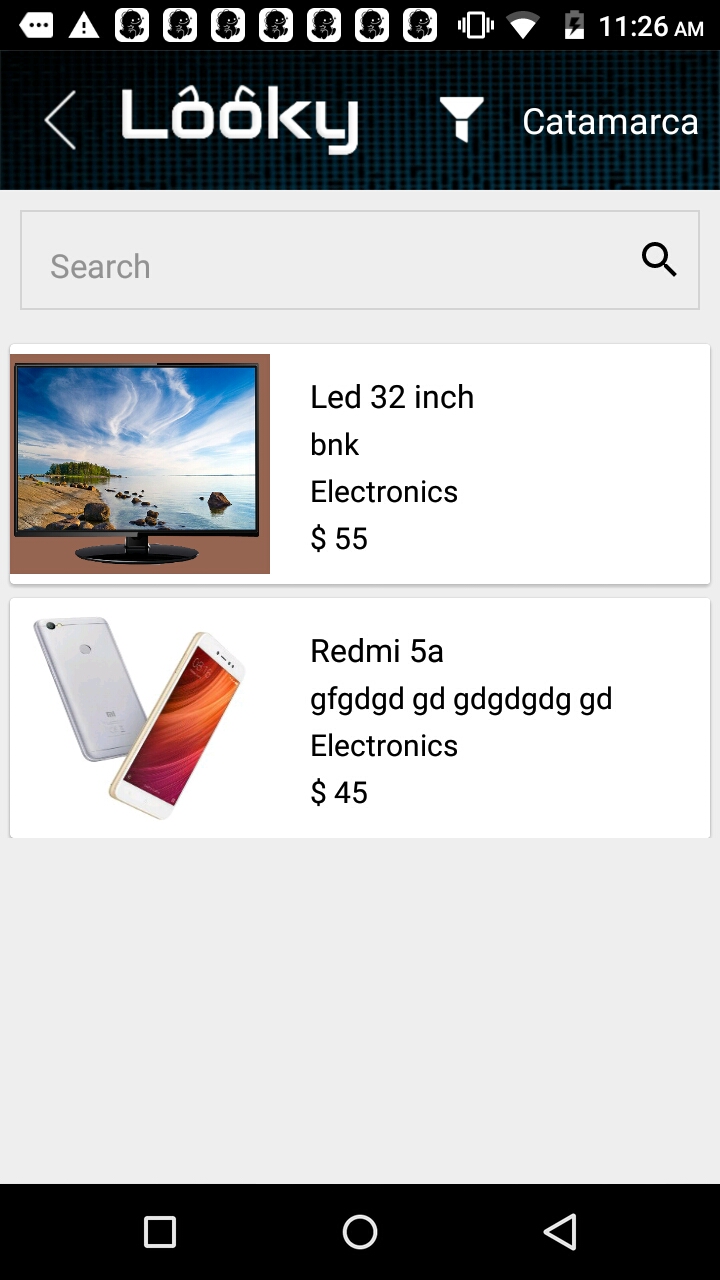 11:26 AM
Looky
Catamarca
Search
Led 32 inch
bnk
Electronics
$ 55
Redmi 5a
gfgdgd gd gdgdgdg gd
Electronics
$ 45